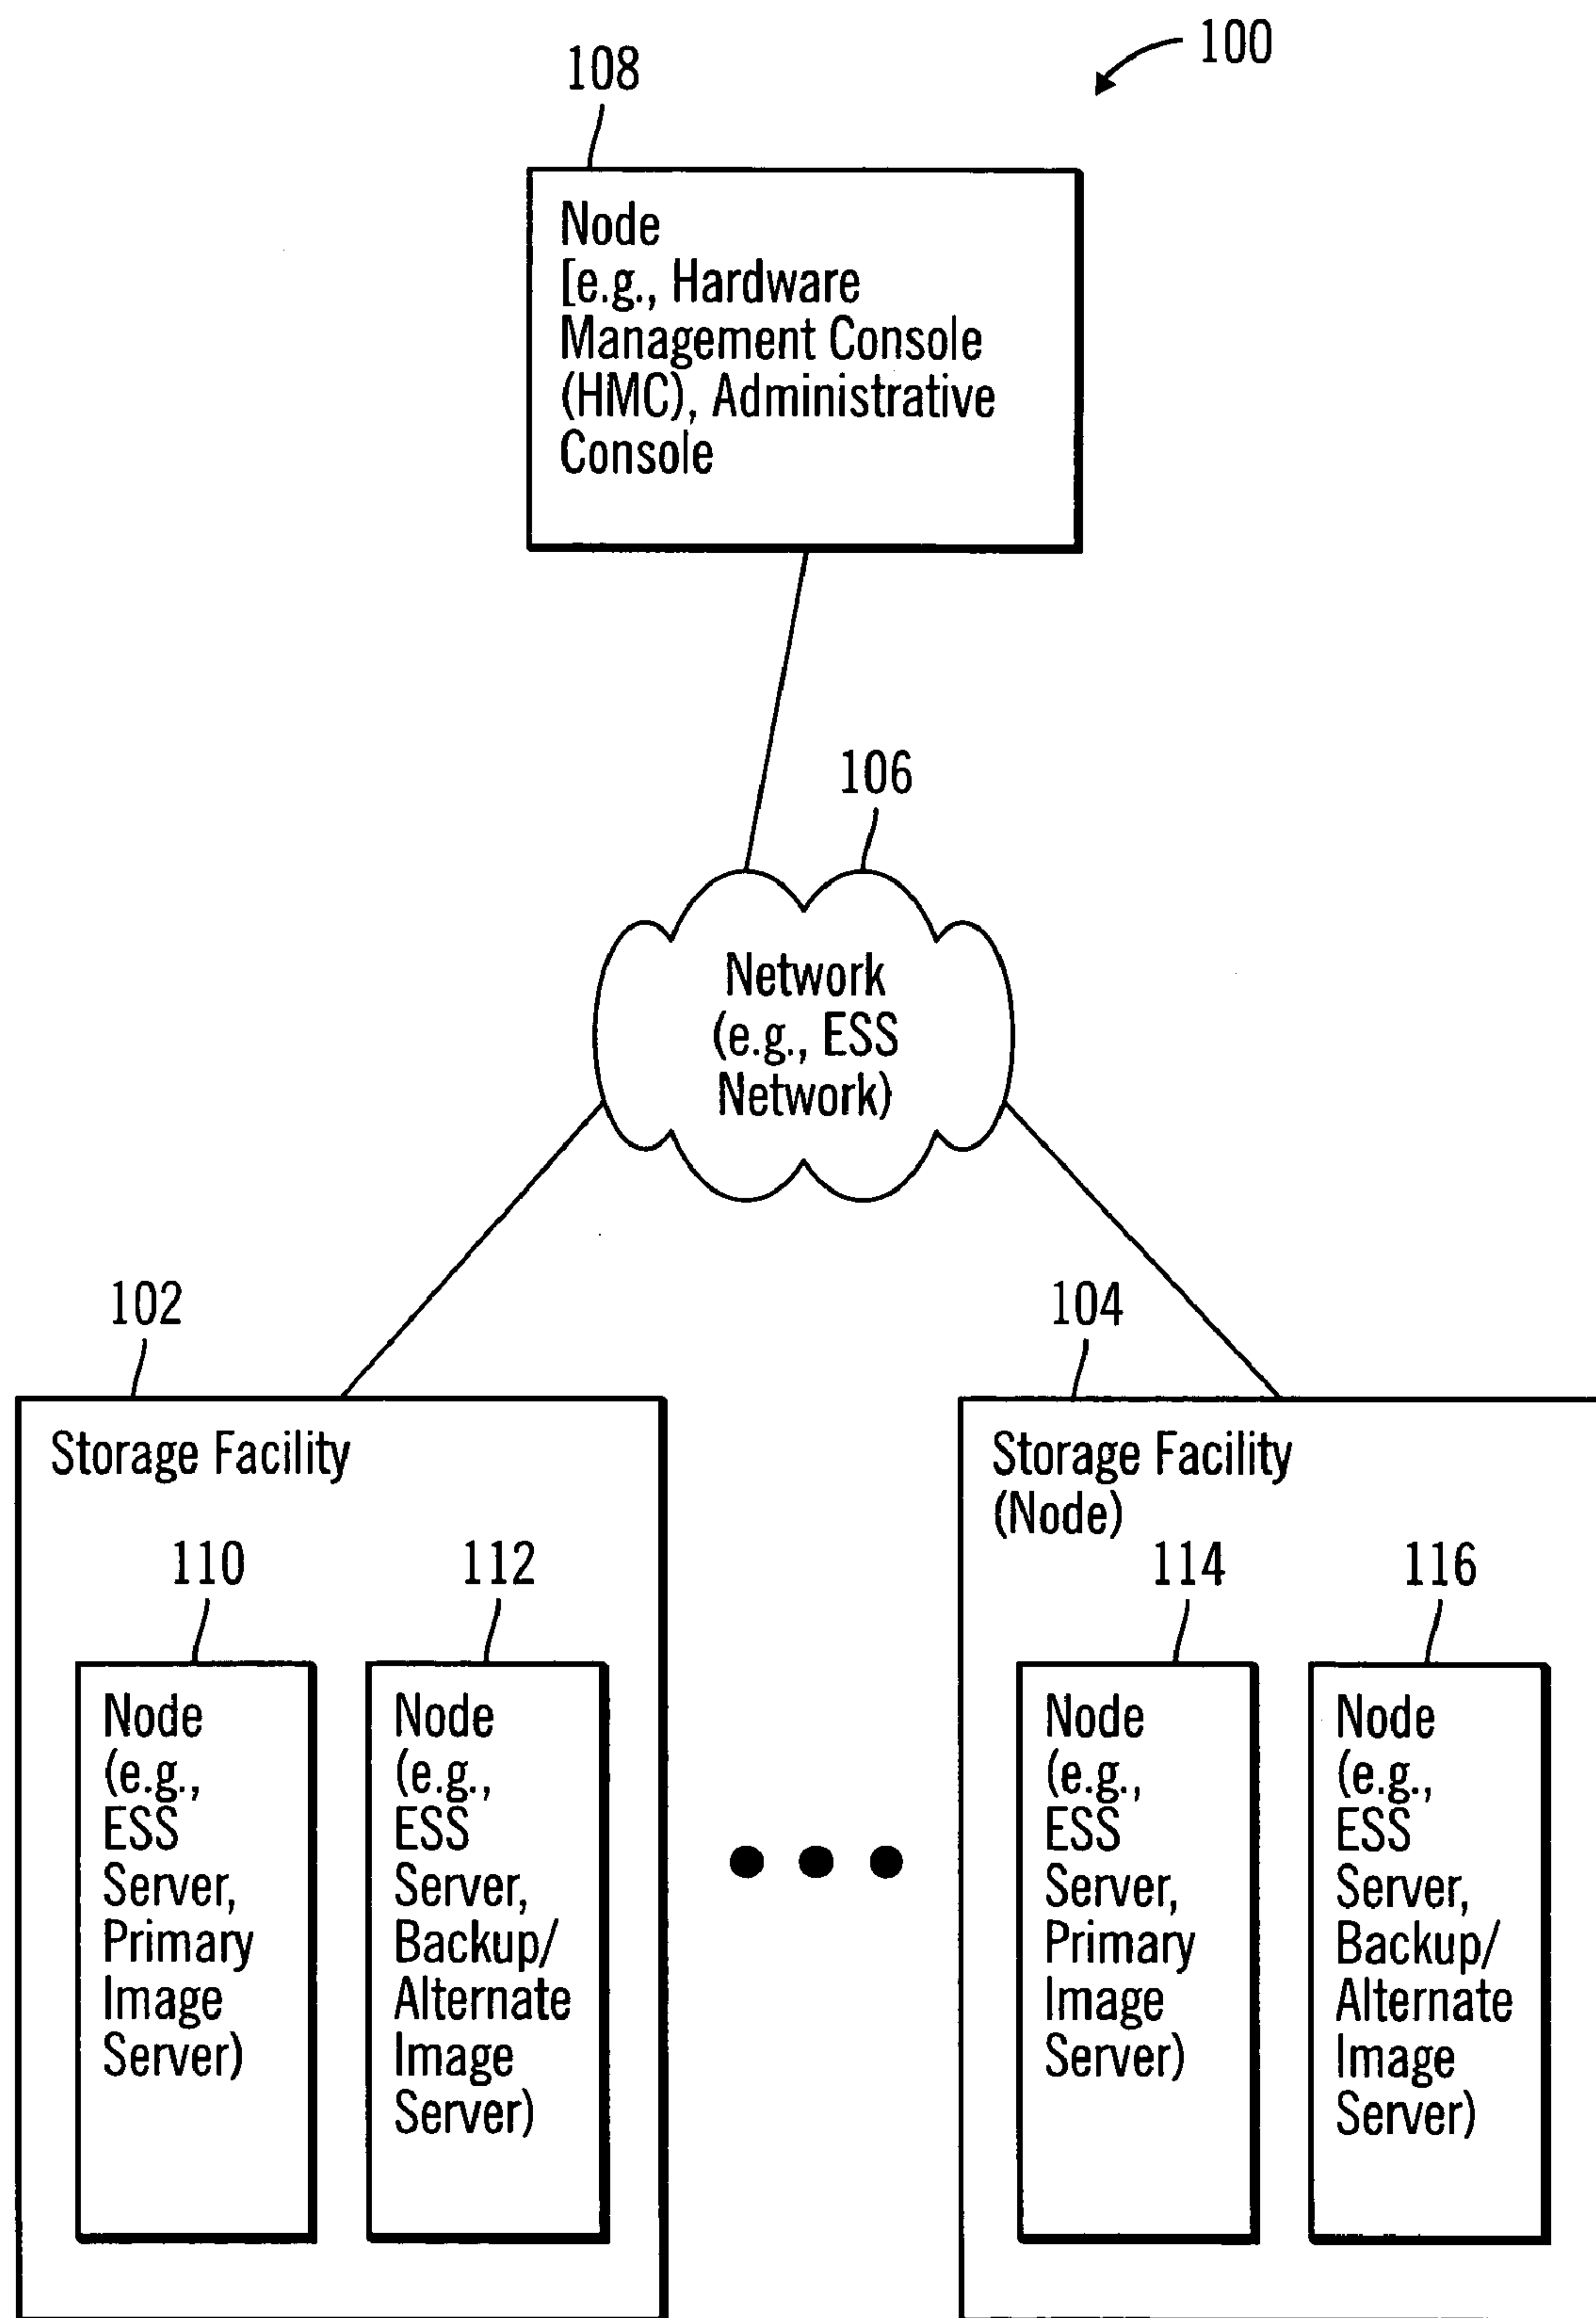 100
108
Node
[e.g., Hardware
Management Console
(HMC), Administrative
Console
106
Network
(e.g., ESS
Network)
102
Storage Facility
110
Node
(e.g.,
ESS
Server,
Primary
Image
Server)
112
Node
(e.g.,
ESS
Server,
Backup/
Alternate
Image
Server)
104
Storage Facility
(Node)
114
Node
(e.g.,
ESS
Server,
Primary
Image
Server)
116
Node
(e.g.,
ESS
Server,
Backup/
Alternate
Image
Server)